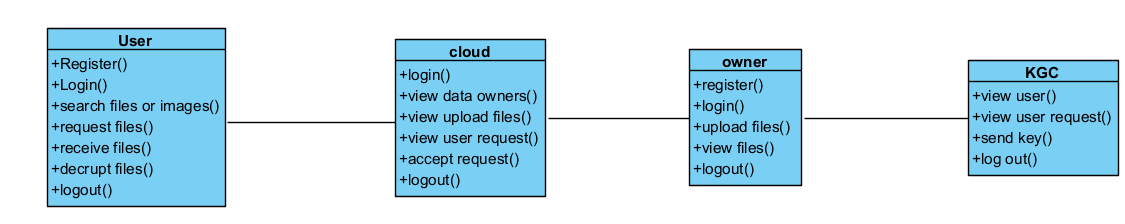 User
+Register()
+Login()
+search files or images()
+request files()
+receive files()
+decrupt files()
+logout()
cloud
+login()
+view data owners()
+view upload files()
+view user request()
+accept request()
+logout()
owner
+register()
+login()
+upload files()
+view files()
+logout()
KGC
+view user()
+view user request()
+send key()
+log out()